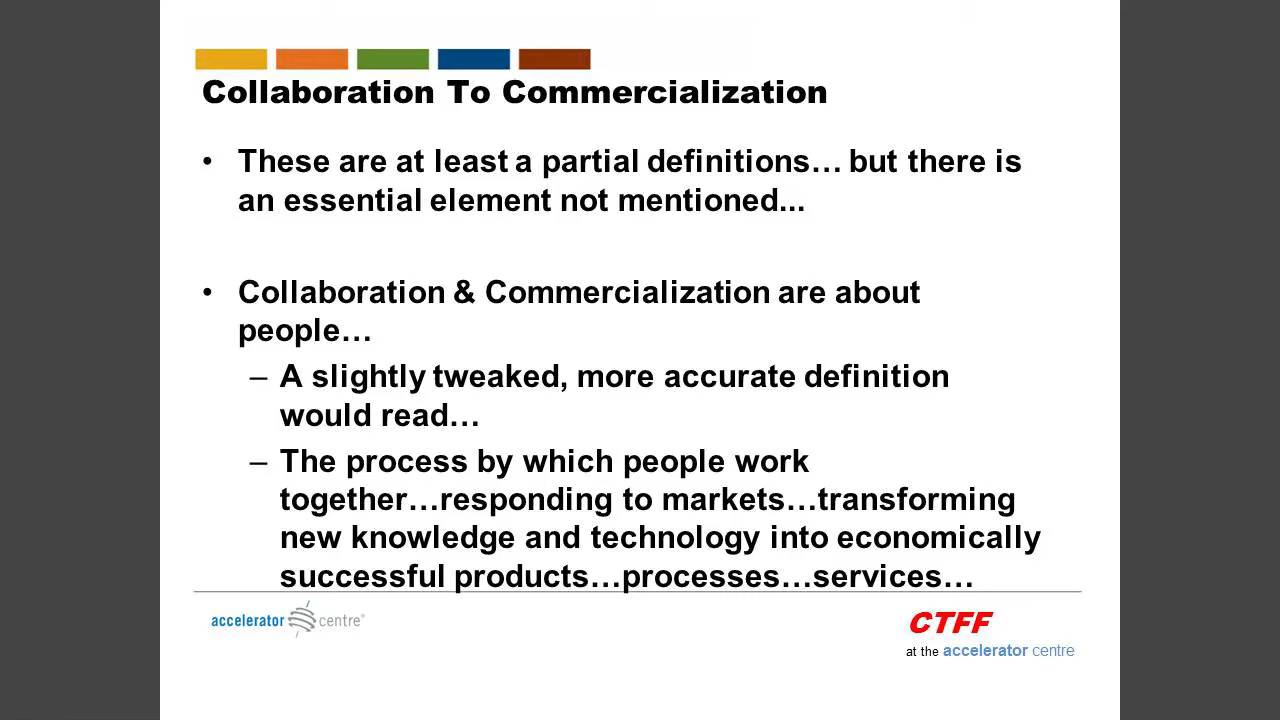 Collaboration To Commercialization
• These are at least a partial definitions… but there is
an essential element not mentioned...
• Collaboration & Commercialization are about
people…
– A slightly tweaked, more accurate definition
would read…
– The process by which people work
together…responding to markets…transforming
new knowledge and technology into economically
successful products…processes…services…
accelerator centre®
CTFF
at the accelerator centre